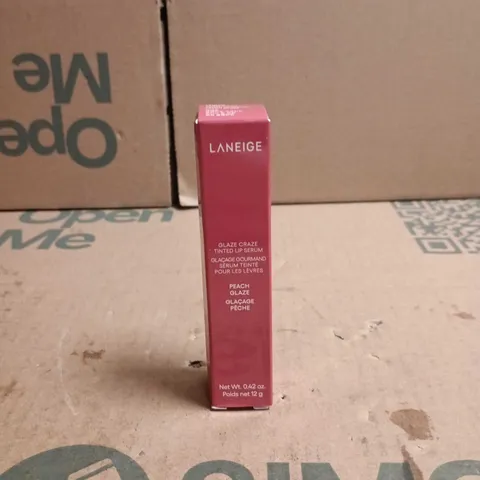 Open
Me
LANEIGE
GLAZE CRAZE
TINTED LIP SERUM
GLAÇAGE GOURMAND
SÉRUM TEINTÉ
POUR LES LÈVRES
PEACH
GLAZE
GLAÇAGE
PÊCHE
Net Wt. 0.42 oz.
Poids net 12 g
Open
Me